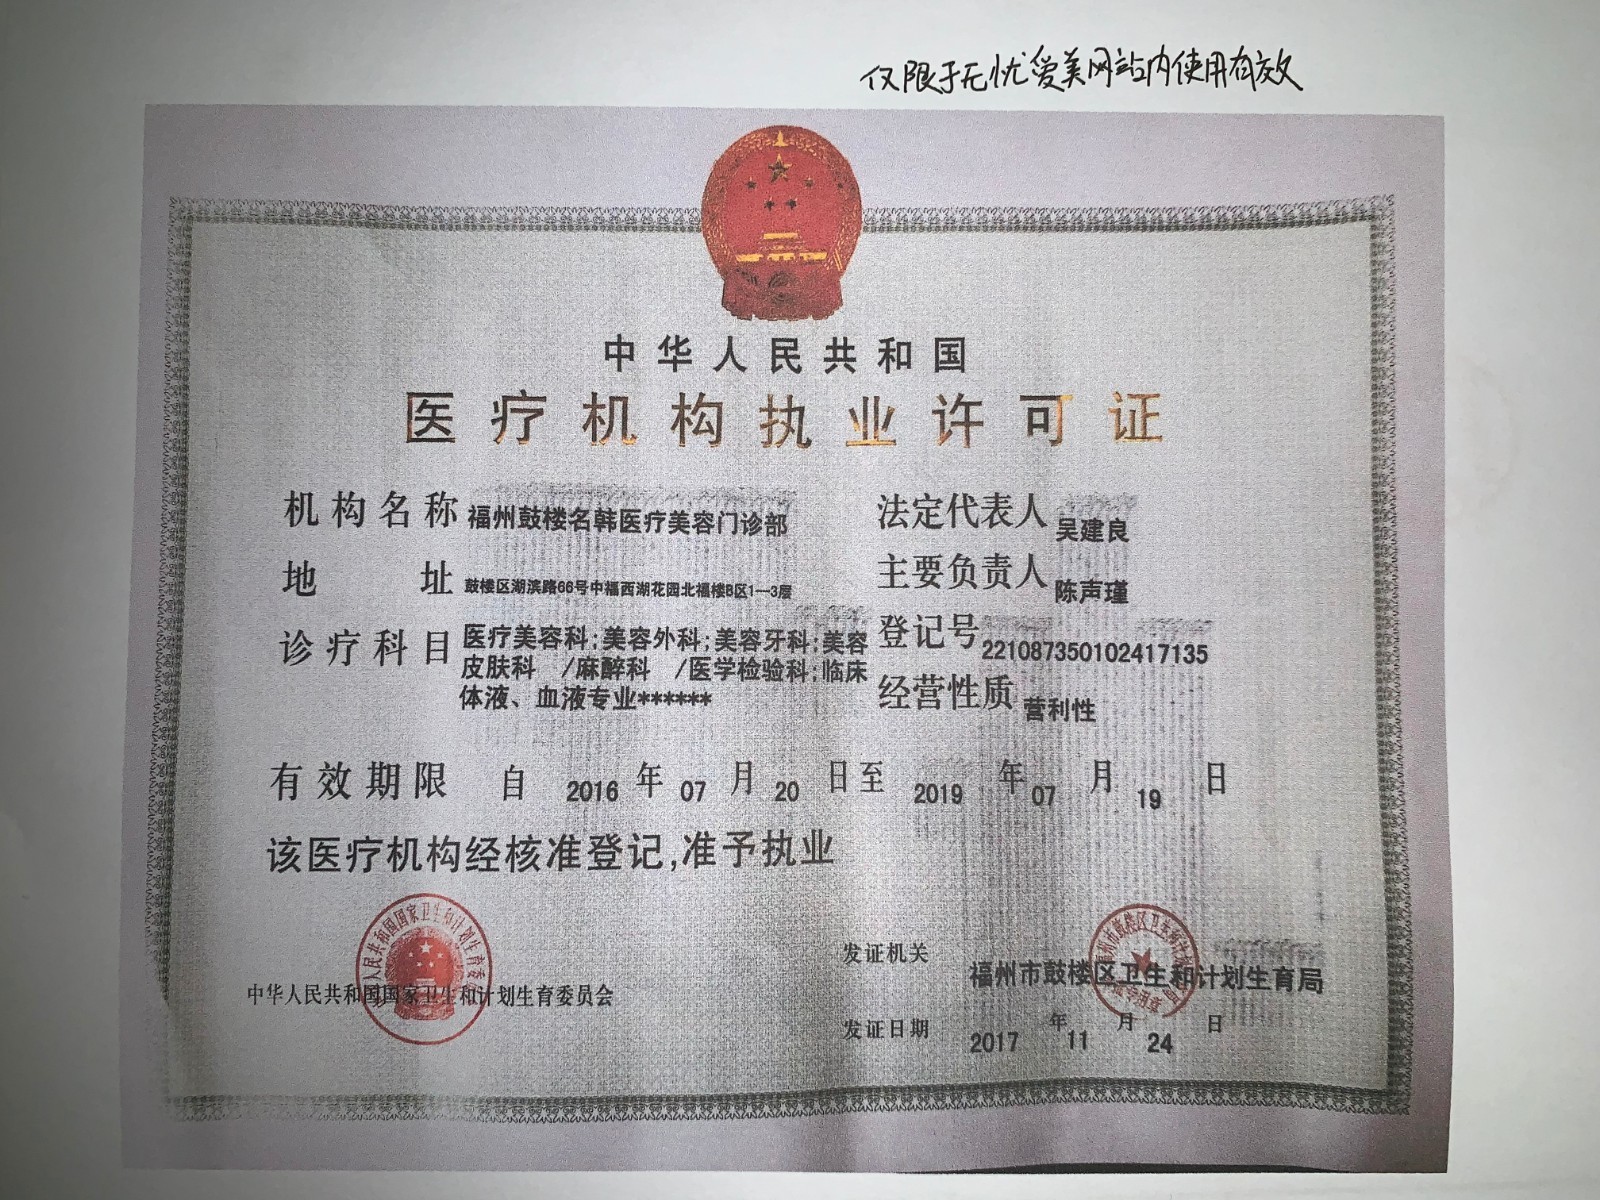 仅限于无忧爱美网站内使用有效
中华人民共和国
医疗机构执业许可证
机构名称 福州鼓楼名韩医疗美容门诊部
地 址 鼓楼区湖滨路66号中福西湖花园北福楼B区1—3层
诊疗科目 医疗美容科;美容外科;美容牙科;美容
皮肤科 /麻醉科 /医学检验科;临床
体液、血液专业******
法定代表人 吴建良
主要负责人 陈声瑾
登记号 221087350102417135
经营性质 营利性
有效期限 自 2016 年 07 月 20 日至 2019 年 07 月 19 日
该医疗机构经核准登记,准予执业
中华人民共和国国家卫生和计划生育委员会
发证机关 福州市鼓楼区卫生和计划生育局
发证日期 2017 年 11 月 24 日